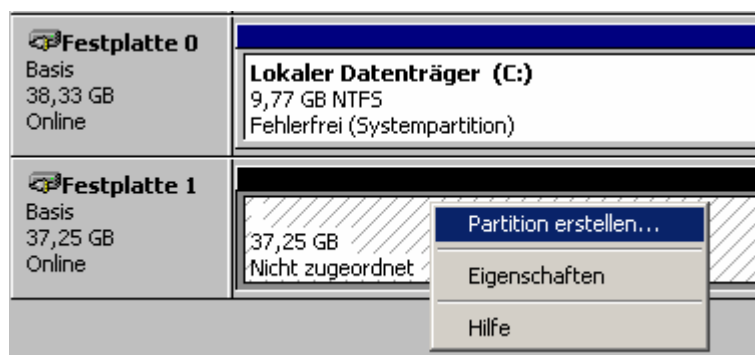 Festplatte 0
Basis
38,33 GB
Online
Lokaler Datenträger (C:)
9,77 GB NTFS
Fehlerfrei (Systempartition)
Festplatte 1
Basis
37,25 GB
Online
37,25 GB
Nicht zugeordnet
Partition erstellen...
Eigenschaften
Hilfe